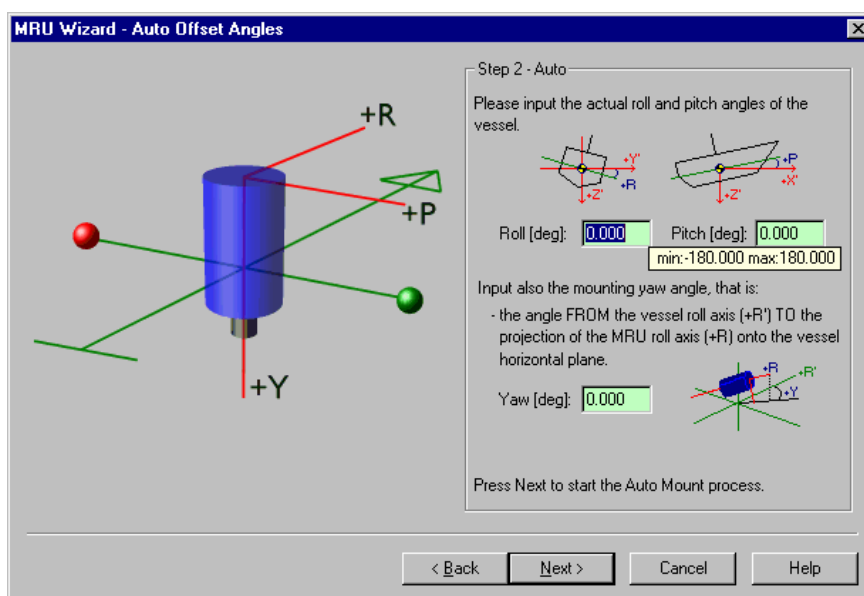 MRU Wizard - Auto Offset Angles
+R
+P
+Y
Step 2 - Auto
Please input the actual roll and pitch angles of the
vessel.
+Y'
+R
+Z'
+P
+X'
+Z'
Roll [deg]: 0.000 Pitch [deg]: 0.000
min:-180.000 max:180.000
Input also the mounting yaw angle, that is:
- the angle FROM the vessel roll axis (+R') TO the
projection of the MRU roll axis (+R) onto the vessel
horizontal plane.
+R
+R'
+Y
Yaw [deg]: 0.000
Press Next to start the Auto Mount process.
< Back Next > Cancel Help